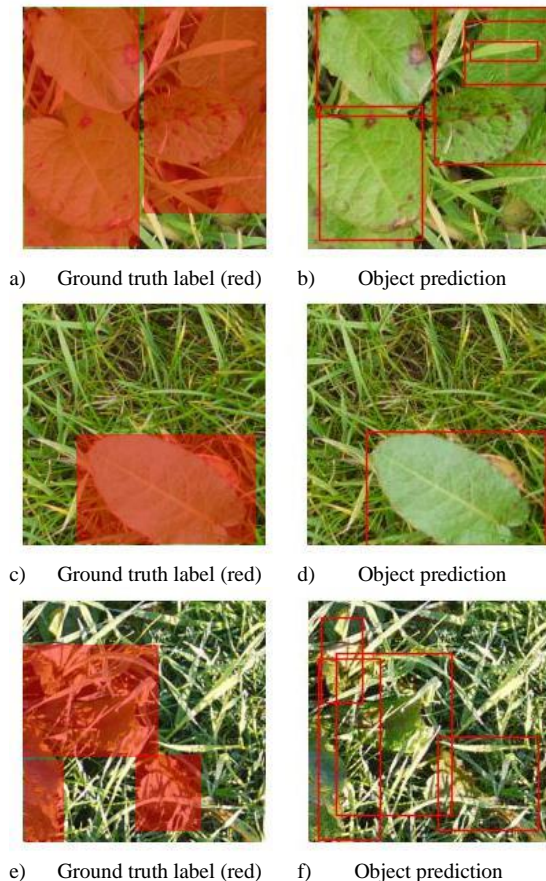 a) Ground truth label (red) b) Object prediction
c) Ground truth label (red) d) Object prediction
e) Ground truth label (red) f) Object prediction